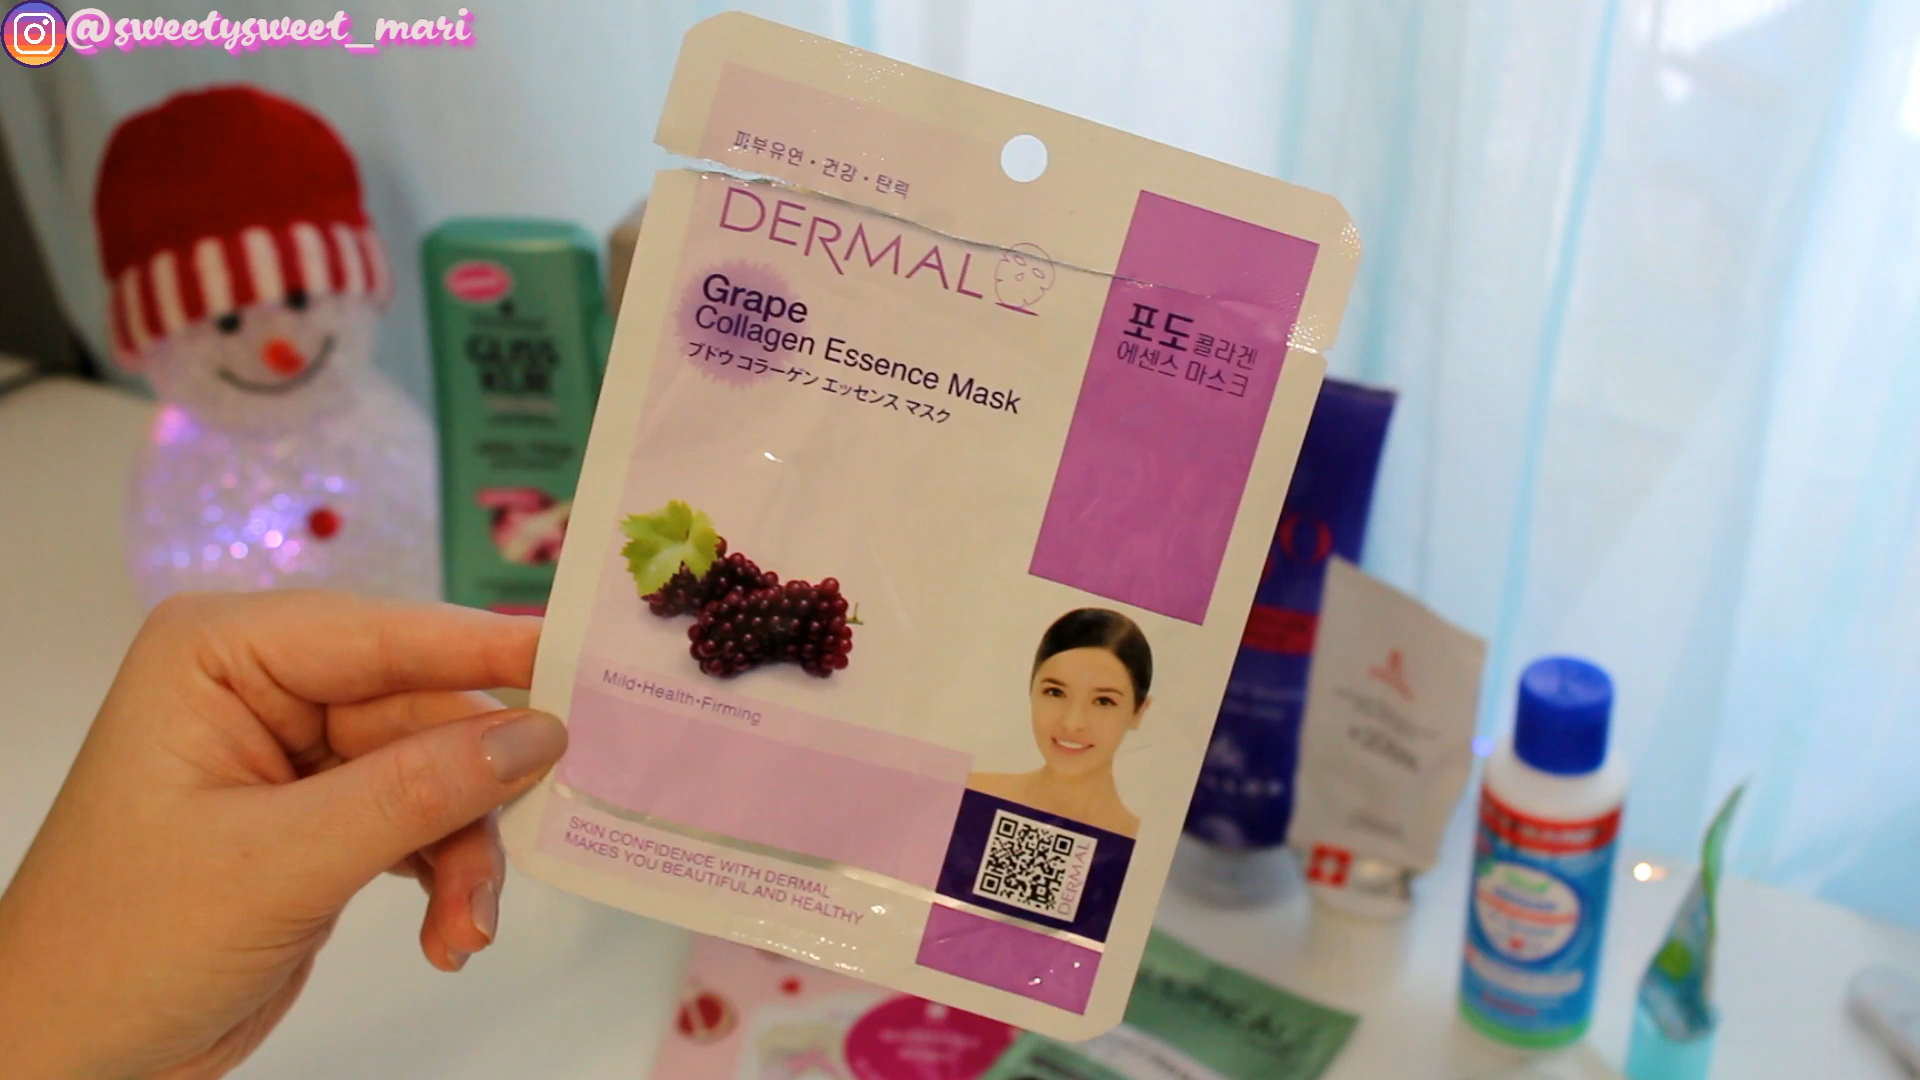 @sweetysweet_mari
피부유연・건강・탄력
DERMAL
Grape
Collagen Essence Mask
ブドウ コラーゲン エッセンス マスク
포도 콜라겐
에센스 마스크
Mild•Health•Firming
SKIN CONFIDENCE WITH DERMAL
MAKES YOU BEAUTIFUL AND HEALTHY
DERMAL
GLISS
KUR